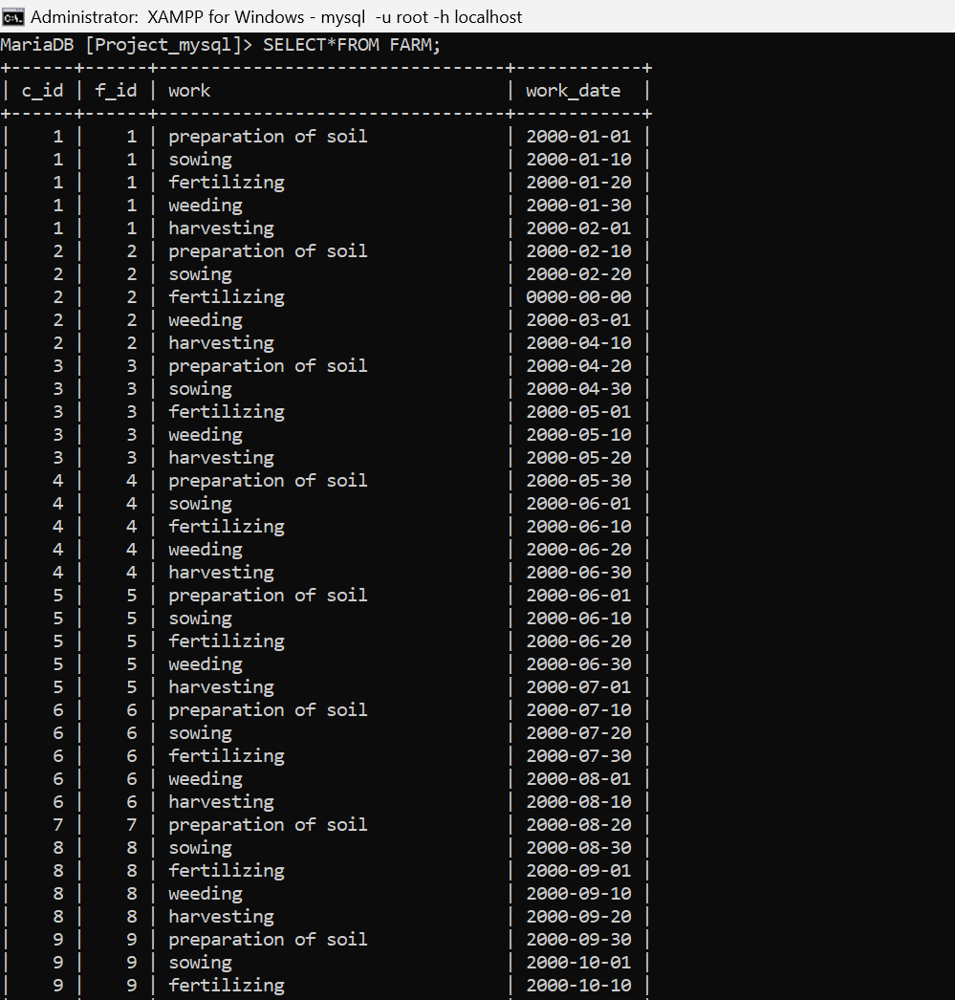 Administrator: XAMPP for Windows - mysql -u root -h localhost
MariaDB [Project_mysql]> SELECT*FROM FARM;
+------+------+---------------------------------+------------+
| c_id | f_id | work | work_date |
+------+------+---------------------------------+------------+
| 1 | 1 | preparation of soil | 2000-01-01 |
| 1 | 1 | sowing | 2000-01-10 |
| 1 | 1 | fertilizing | 2000-01-20 |
| 1 | 1 | weeding | 2000-01-30 |
| 1 | 1 | harvesting | 2000-02-01 |
| 2 | 2 | preparation of soil | 2000-02-10 |
| 2 | 2 | sowing | 2000-02-20 |
| 2 | 2 | fertilizing | 0000-00-00 |
| 2 | 2 | weeding | 2000-03-01 |
| 2 | 2 | harvesting | 2000-04-10 |
| 3 | 3 | preparation of soil | 2000-04-20 |
| 3 | 3 | sowing | 2000-04-30 |
| 3 | 3 | fertilizing | 2000-05-01 |
| 3 | 3 | weeding | 2000-05-10 |
| 3 | 3 | harvesting | 2000-05-20 |
| 4 | 4 | preparation of soil | 2000-05-30 |
| 4 | 4 | sowing | 2000-06-01 |
| 4 | 4 | fertilizing | 2000-06-10 |
| 4 | 4 | weeding | 2000-06-20 |
| 4 | 4 | harvesting | 2000-06-30 |
| 5 | 5 | preparation of soil | 2000-06-01 |
| 5 | 5 | sowing | 2000-06-10 |
| 5 | 5 | fertilizing | 2000-06-20 |
| 5 | 5 | weeding | 2000-06-30 |
| 5 | 5 | harvesting | 2000-07-01 |
| 6 | 6 | preparation of soil | 2000-07-10 |
| 6 | 6 | sowing | 2000-07-20 |
| 6 | 6 | fertilizing | 2000-07-30 |
| 6 | 6 | weeding | 2000-08-01 |
| 6 | 6 | harvesting | 2000-08-10 |
| 7 | 7 | preparation of soil | 2000-08-20 |
| 8 | 8 | sowing | 2000-08-30 |
| 8 | 8 | fertilizing | 2000-09-01 |
| 8 | 8 | weeding | 2000-09-10 |
| 8 | 8 | harvesting | 2000-09-20 |
| 9 | 9 | preparation of soil | 2000-09-30 |
| 9 | 9 | sowing | 2000-10-01 |
| 9 | 9 | fertilizing | 2000-10-10 |